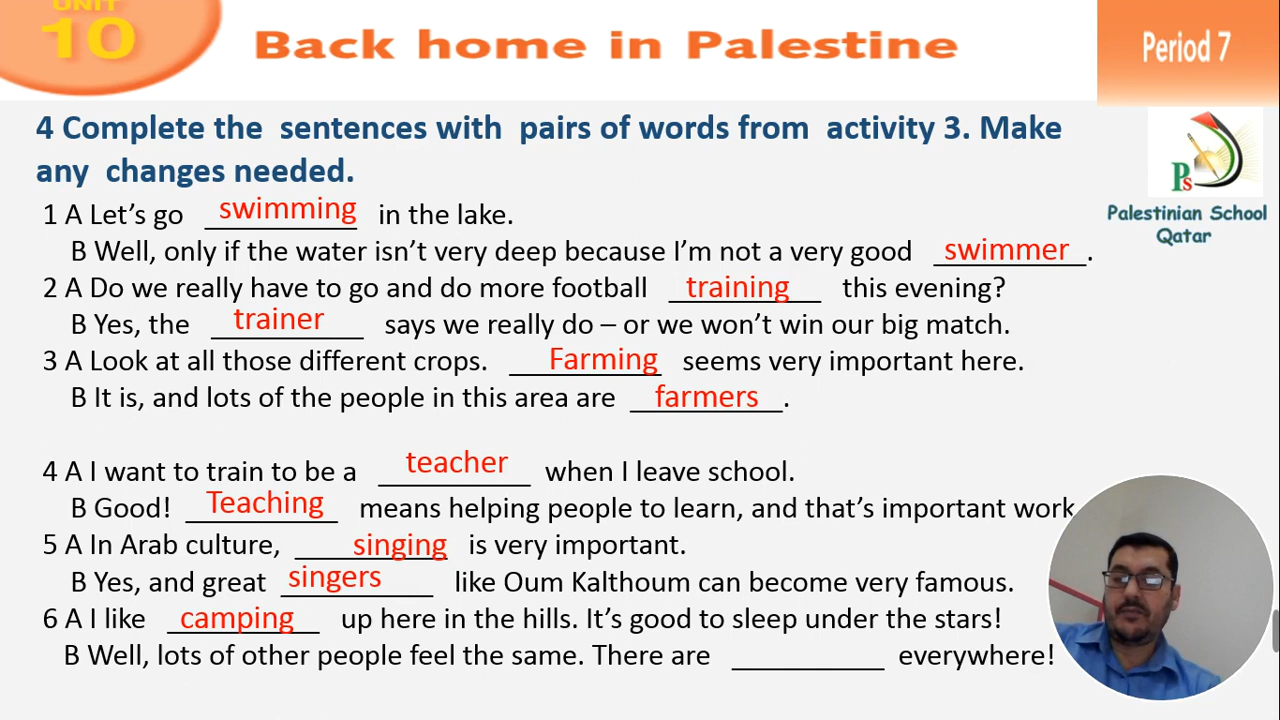 UNIT
10
Back home in Palestine
Period 7
4 Complete the sentences with pairs of words from activity 3. Make
any changes needed.
Ps
Palestinian School
Qatar
1 A Let’s go swimming in the lake.
B Well, only if the water isn’t very deep because I’m not a very good swimmer.
2 A Do we really have to go and do more football training this evening?
B Yes, the trainer says we really do – or we won’t win our big match.
3 A Look at all those different crops. Farming seems very important here.
B It is, and lots of the people in this area are farmers.
4 A I want to train to be a teacher when I leave school.
B Good! Teaching means helping people to learn, and that’s important work
5 A In Arab culture, singing is very important.
B Yes, and great singers like Oum Kalthoum can become very famous.
6 A I like camping up here in the hills. It’s good to sleep under the stars!
B Well, lots of other people feel the same. There are ___________ everywhere!